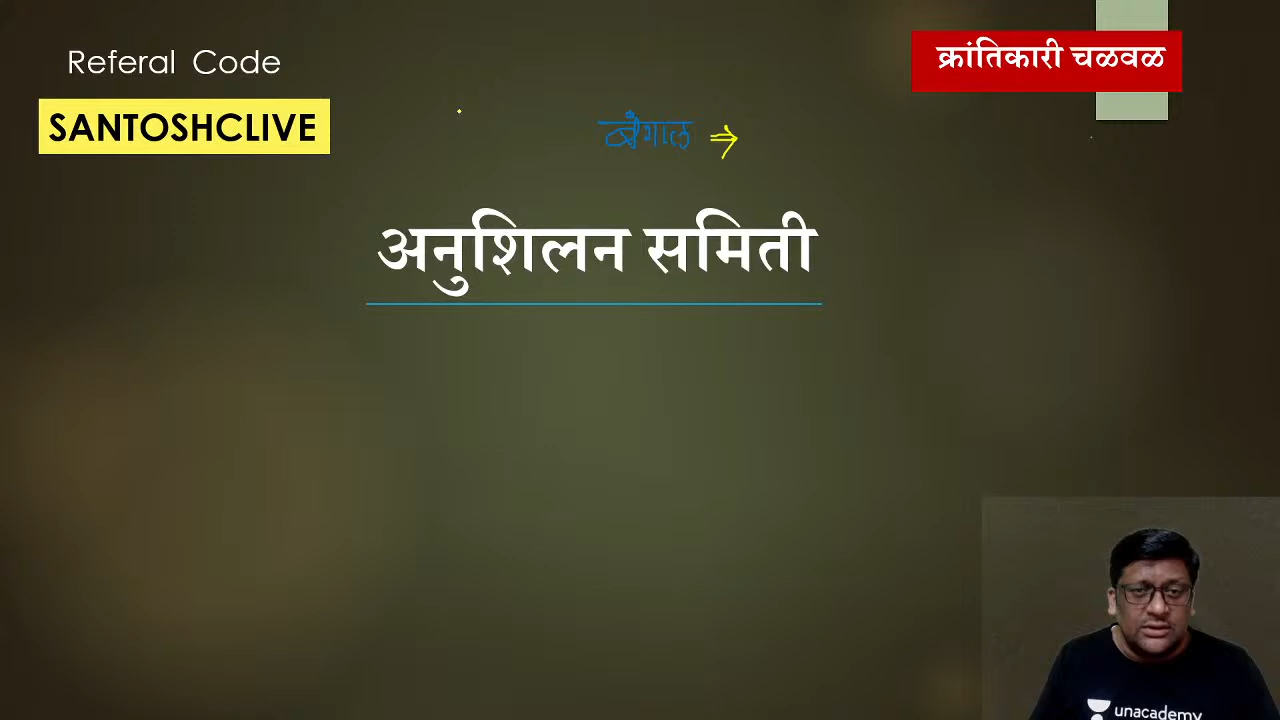 Referal Code
SANTOSHCLIVE
क्रांतिकारी चळवळ
बंगाल ⇒
अनुशिलन समिती
unacademy